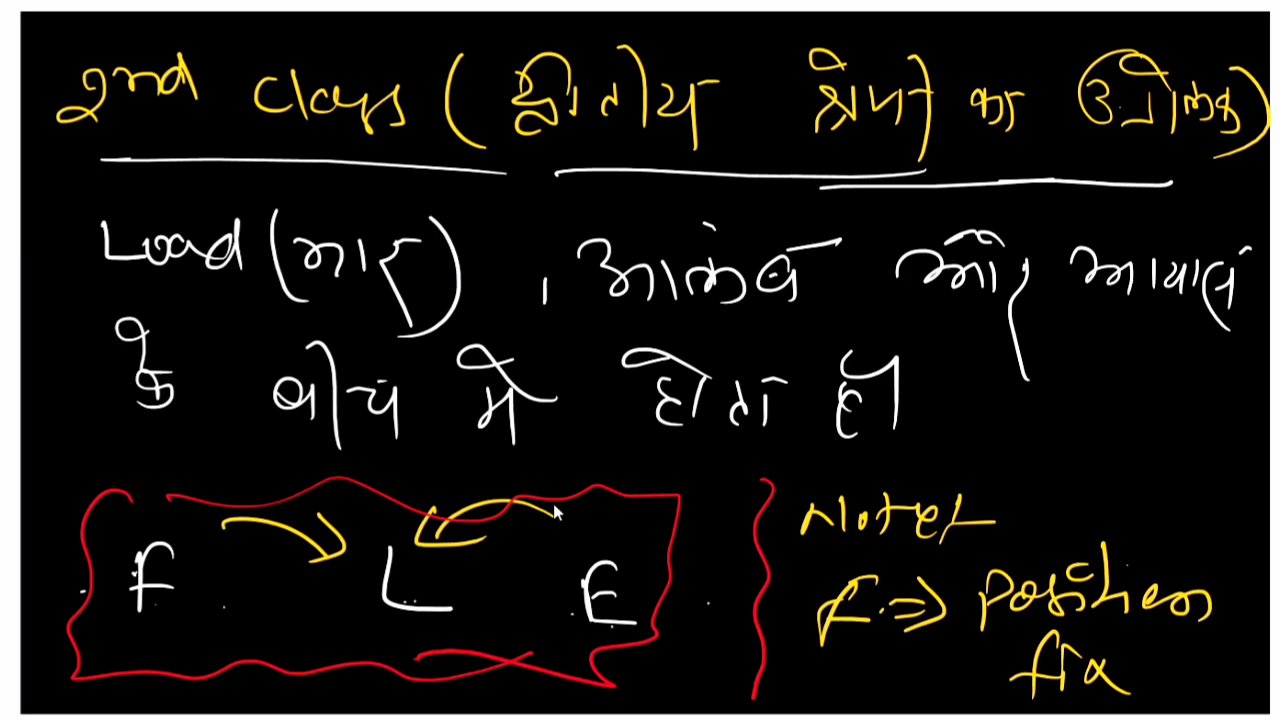 2nd class (द्वितीय श्रेणी का उत्तोलक)
Load (भार), आलंब और आयास
के बीच में होता है।
F L E
Note:-
F. => Position
fix